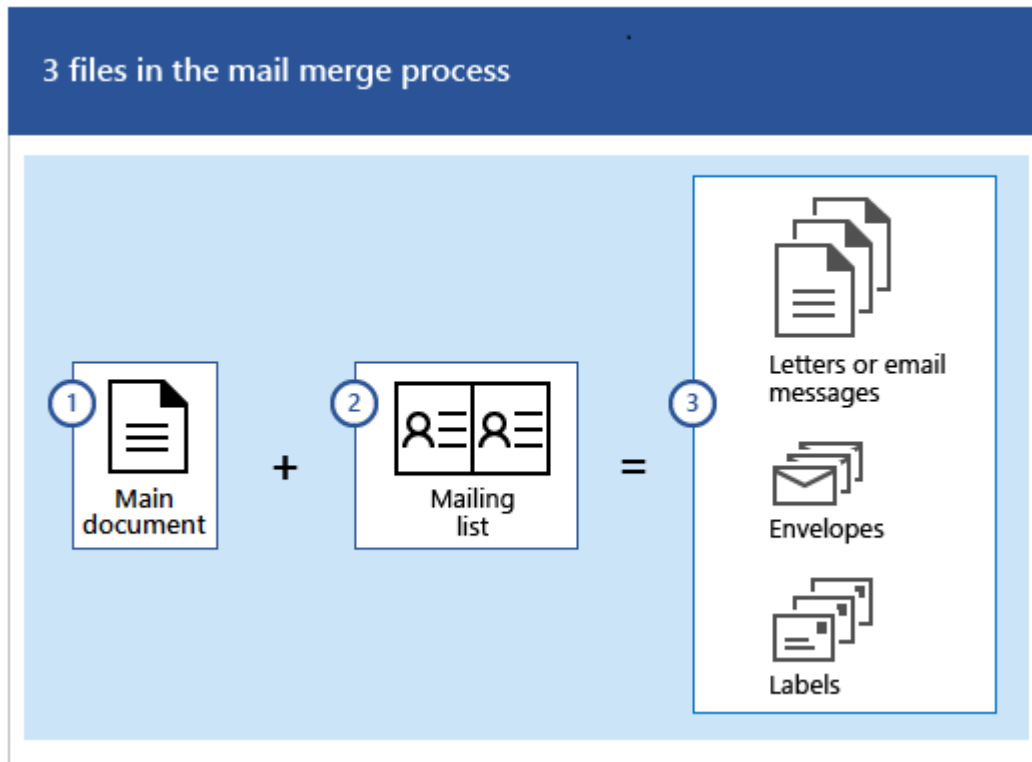 3 files in the mail merge process
1
Main
document
+
2
Mailing
list
=
3
Letters or email
messages
Envelopes
Labels